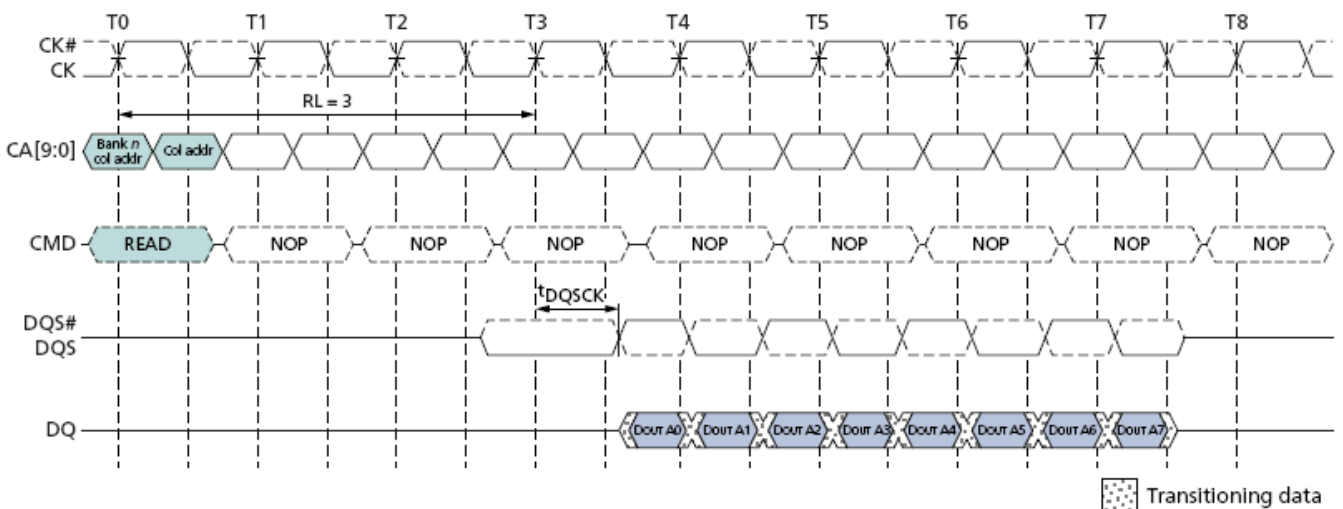 T0 T1 T2 T3 T4 T5 T6 T7 T8
CK#
CK
RL = 3
CA[9:0] Bank n col addr Col addr
CMD READ NOP NOP NOP NOP NOP NOP NOP NOP
tDQSCK
DQS#
DQS
DQ DOUT A0 DOUT A1 DOUT A2 DOUT A3 DOUT A4 DOUT A5 DOUT A6 DOUT A7
Transitioning data